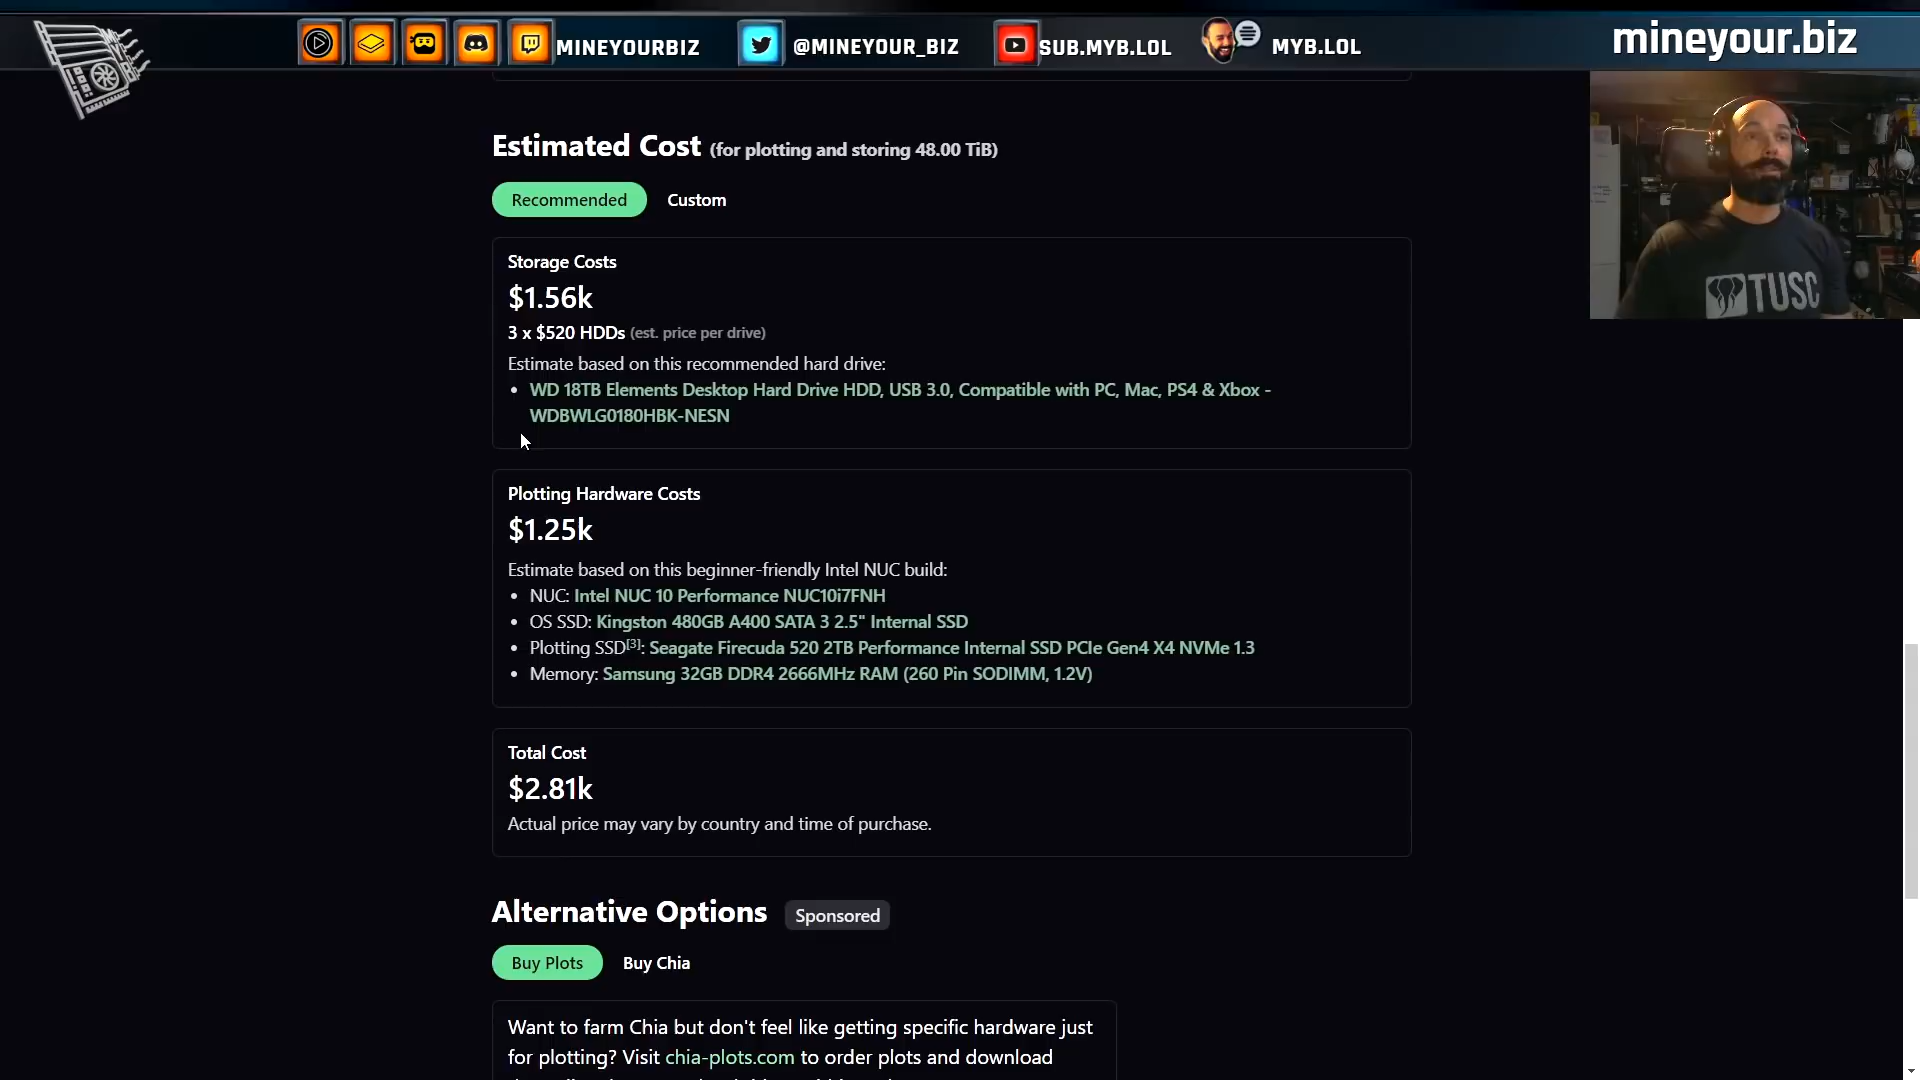 MINEYOURBIZ @MINEYOUR_BIZ SUB.MYB.LOL MYB.LOL mineyour.biz
TUSC
Estimated Cost (for plotting and storing 48.00 TiB)
Recommended Custom
Storage Costs
$1.56k
3 x $520 HDDs (est. price per drive)
Estimate based on this recommended hard drive:
• WD 18TB Elements Desktop Hard Drive HDD, USB 3.0, Compatible with PC, Mac, PS4 & Xbox -
WDBWLG0180HBK-NESN
Plotting Hardware Costs
$1.25k
Estimate based on this beginner-friendly Intel NUC build:
• NUC: Intel NUC 10 Performance NUC10i7FNH
• OS SSD: Kingston 480GB A400 SATA 3 2.5" Internal SSD
• Plotting SSD[3]: Seagate Firecuda 520 2TB Performance Internal SSD PCIe Gen4 X4 NVMe 1.3
• Memory: Samsung 32GB DDR4 2666MHz RAM (260 Pin SODIMM, 1.2V)
Total Cost
$2.81k
Actual price may vary by country and time of purchase.
Alternative Options Sponsored
Buy Plots Buy Chia
Want to farm Chia but don't feel like getting specific hardware just
for plotting? Visit chia-plots.com to order plots and download